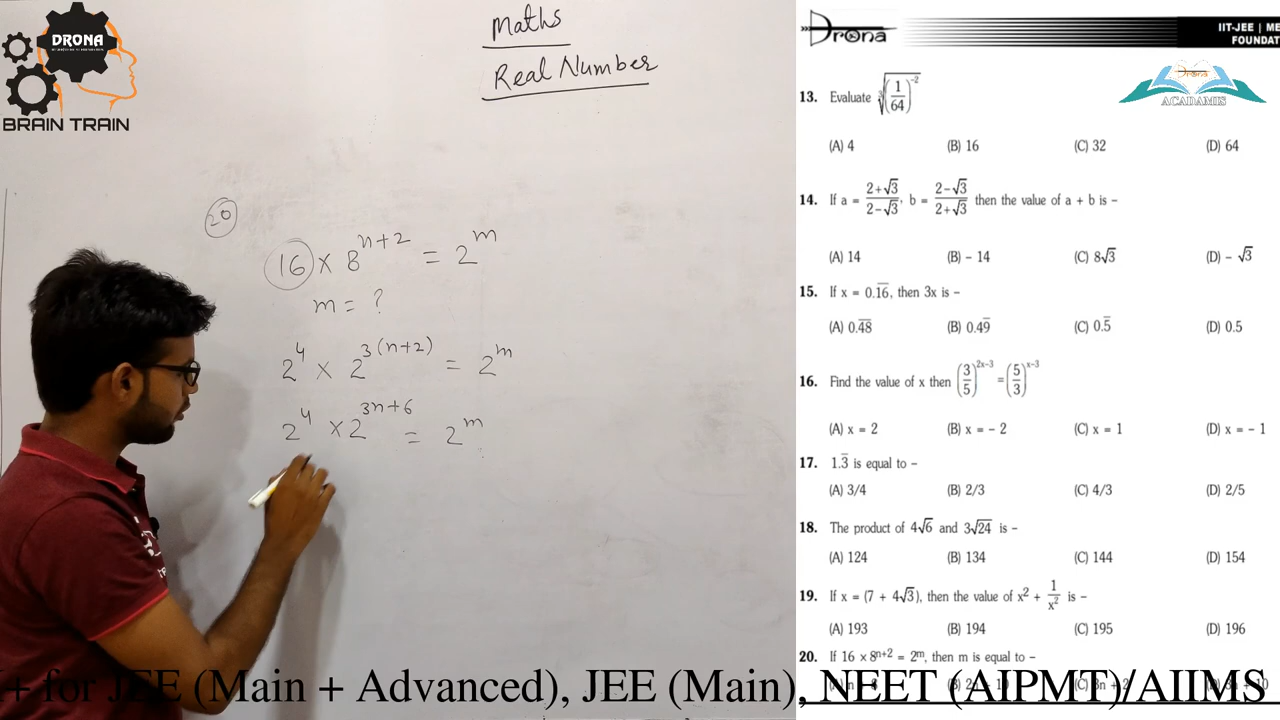 DRONA
BRAIN TRAIN
Maths
Real Number
20
16 × 8^{n+2} = 2^m
m = ?
2^4 × 2^{3(n+2)} = 2^m
2^4 × 2^{3n+6} = 2^m
Drona
IIT-JEE | ME
FOUNDAT
Drona
ACADAMIS
13. Evaluate ∛(1/64)^{-2}
(A) 4 (B) 16 (C) 32 (D) 64
14. If a = (2+√3)/(2−√3), b = (2−√3)/(2+√3) then the value of a + b is –
(A) 14 (B) – 14 (C) 8√3 (D) – √3
15. If x = 0.1̅6̅, then 3x is –
(A) 0.4̅8̅ (B) 0.49̅ (C) 0.5̅ (D) 0.5
16. Find the value of x then (3/5)^{2x−3} = (5/3)^{x−3}
(A) x = 2 (B) x = – 2 (C) x = 1 (D) x = – 1
17. 1.3̅ is equal to –
(A) 3/4 (B) 2/3 (C) 4/3 (D) 2/5
18. The product of 4√6 and 3√24 is –
(A) 124 (B) 134 (C) 144 (D) 154
19. If x = (7 + 4√3), then the value of x² + 1/x² is –
(A) 193 (B) 194 (C) 195 (D) 196
20. If 16 × 8^{n+2} = 2^m, then m is equal to –
+ for JEE (Main + Advanced), JEE (Main), NEET (AIPMT)/AIIMS